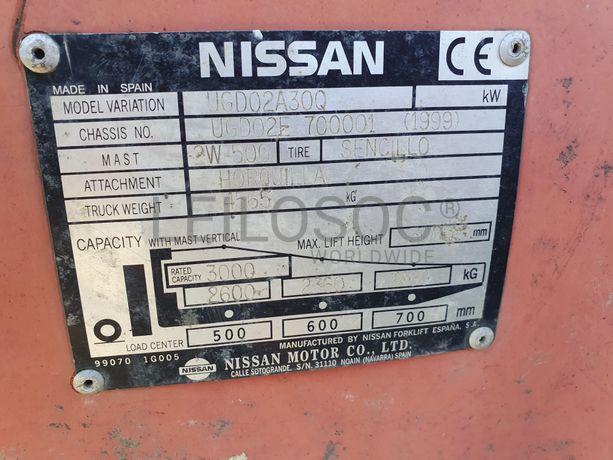 NISSAN CE
MADE IN SPAIN
MODEL VARIATION UGD02A30Q kW
CHASSIS NO. UGD02E 700001 (1999)
MAST 2W-500 TIRE SENCILLO
ATTACHMENT HORQUILLA
TRUCK WEIGHT kG
LEILOSOC®
WORLDWIDE
CAPACITY WITH MAST VERTICAL MAX. LIFT HEIGHT mm
RATED CAPACITY 3000
2600 kG
LOAD CENTER 500 600 700 mm
MANUFACTURED BY NISSAN FORKLIFT ESPAÑA, S.A.
99070 1G005 NISSAN NISSAN MOTOR CO., LTD.
CALLE SOTOGRANDE. S/N, 31110 NOAIN (NAVARRA) SPAIN